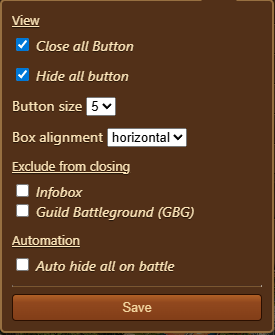 View
Close all Button
Hide all button
Button size 5
Box alignment horizontal
Exclude from closing
Infobox
Guild Battleground (GBG)
Automation
Auto hide all on battle
Save